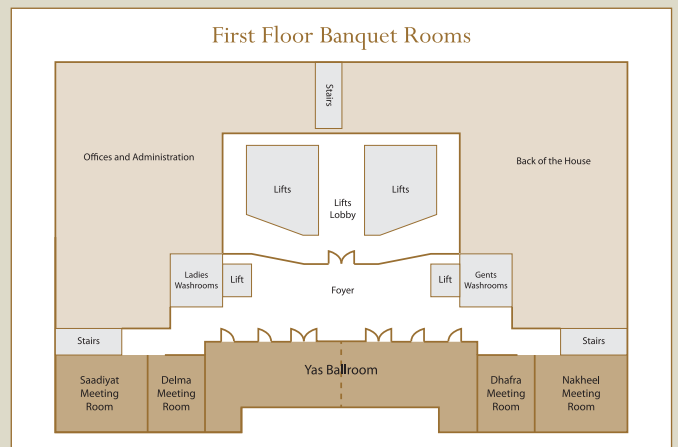 First Floor Banquet Rooms
Stairs
Offices and Administration
Back of the House
Lifts
Lifts
Lifts
Lobby
Ladies
Washrooms
Lift
Foyer
Lift
Gents
Washrooms
Stairs
Stairs
Saadiyat
Meeting
Room
Delma
Meeting
Room
Yas Ballroom
Dhafra
Meeting
Room
Nakheel
Meeting
Room